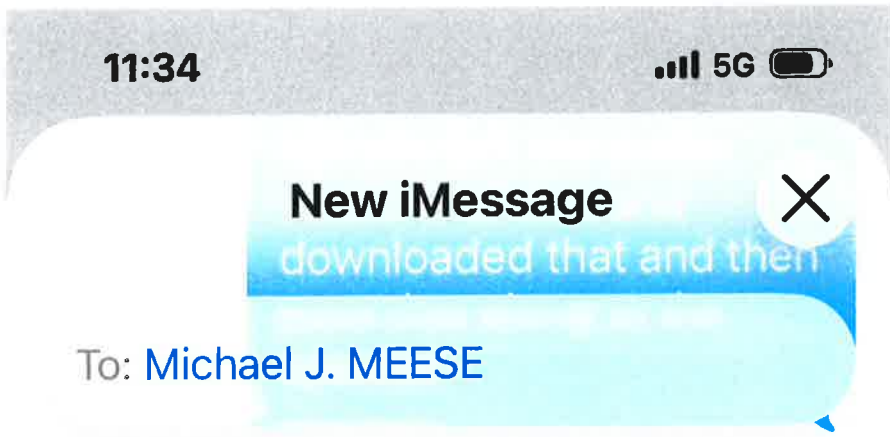 11:34 5G
New iMessage
downloaded that and then
To: Michael J. MEESE